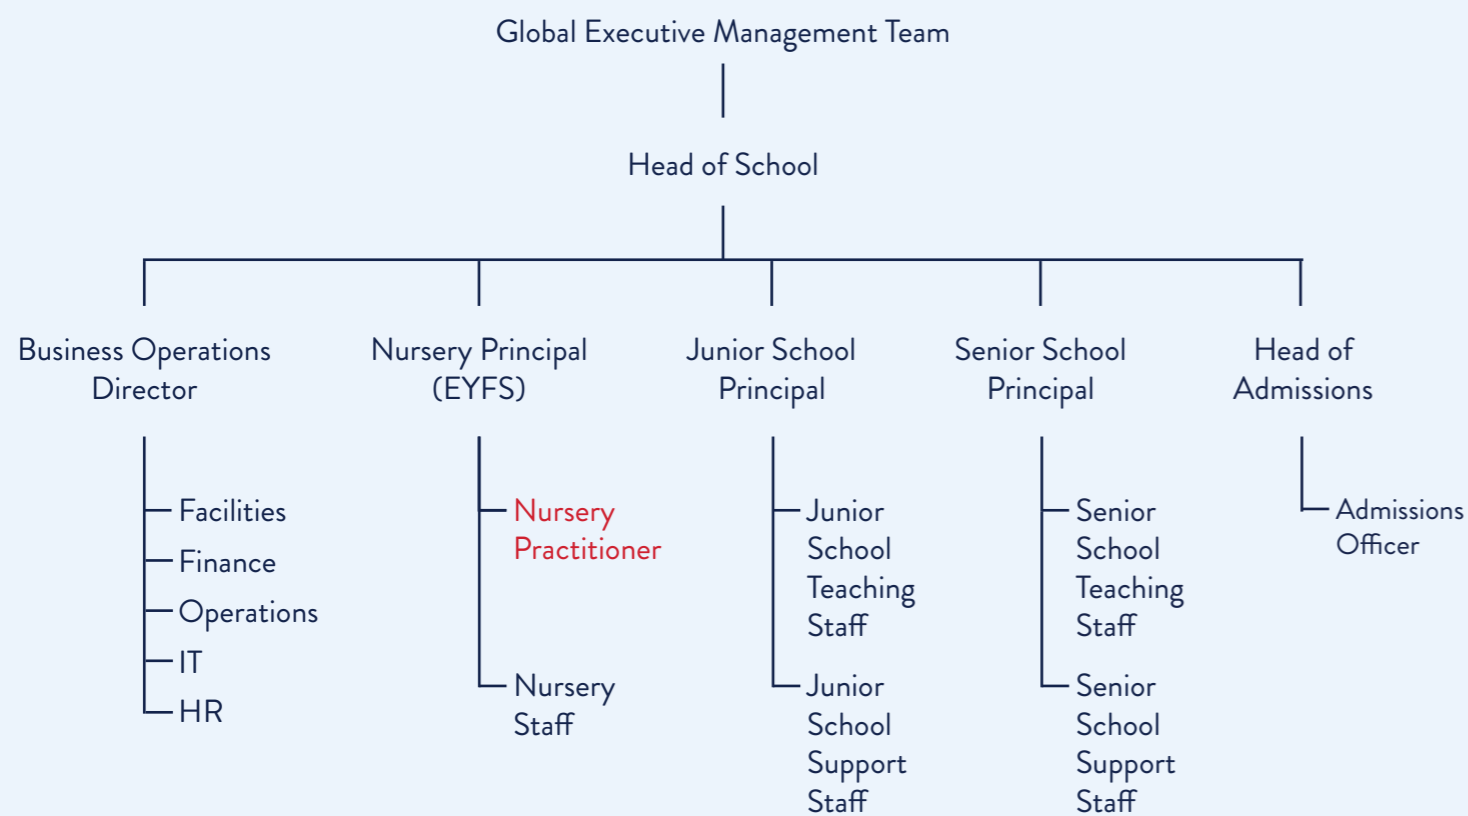 Global Executive Management Team
Head of School
Business Operations
Director
Nursery Principal
(EYFS)
Junior School
Principal
Senior School
Principal
Head of
Admissions
Facilities
Finance
Operations
IT
HR
Nursery
Practitioner
Nursery
Staff
Junior
School
Teaching
Staff
Junior
School
Support
Staff
Senior
School
Teaching
Staff
Senior
School
Support
Staff
Admissions
Officer